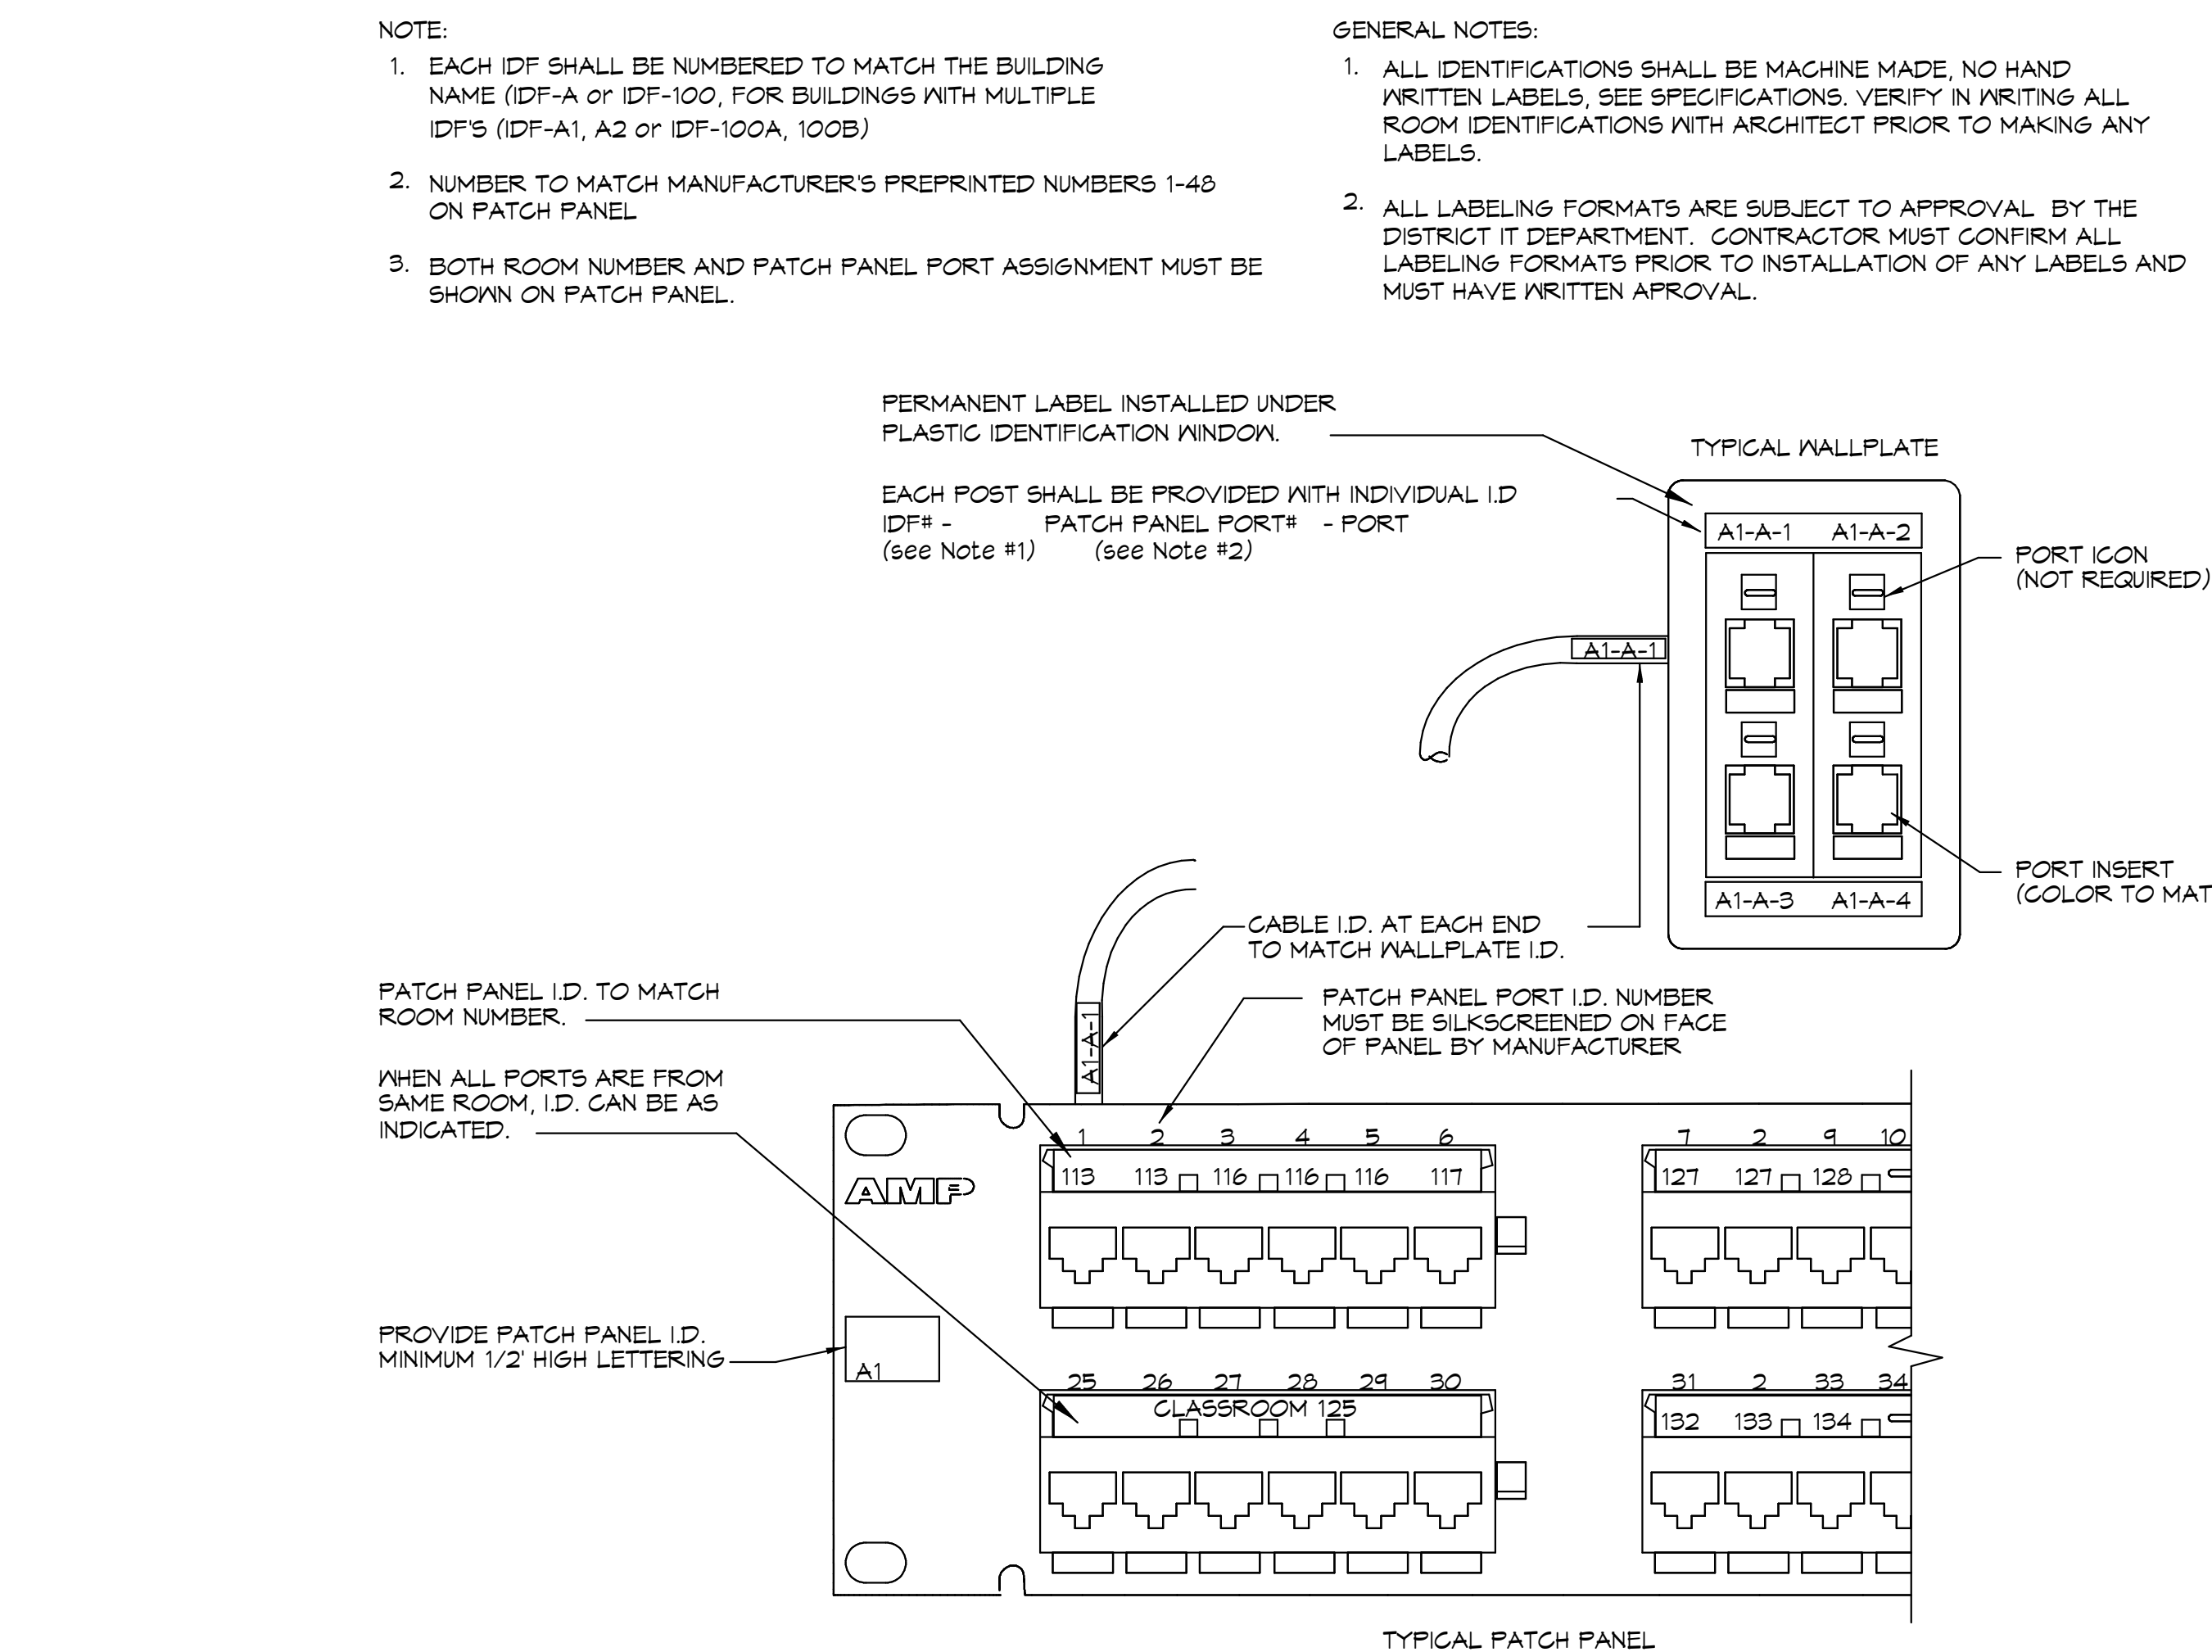 NOTE:
1. EACH IDF SHALL BE NUMBERED TO MATCH THE BUILDING
NAME (IDF-A or IDF-100, FOR BUILDINGS WITH MULTIPLE
IDF'S (IDF-A1, A2 or IDF-100A, 100B)
2. NUMBER TO MATCH MANUFACTURER'S PREPRINTED NUMBERS 1-48
ON PATCH PANEL
3. BOTH ROOM NUMBER AND PATCH PANEL PORT ASSIGNMENT MUST BE
SHOWN ON PATCH PANEL.
GENERAL NOTES:
1. ALL IDENTIFICATIONS SHALL BE MACHINE MADE, NO HAND
WRITTEN LABELS, SEE SPECIFICATIONS. VERIFY IN WRITING ALL
ROOM IDENTIFICATIONS WITH ARCHITECT PRIOR TO MAKING ANY
LABELS.
2. ALL LABELING FORMATS ARE SUBJECT TO APPROVAL BY THE
DISTRICT IT DEPARTMENT. CONTRACTOR MUST CONFIRM ALL
LABELING FORMATS PRIOR TO INSTALLATION OF ANY LABELS AND
MUST HAVE WRITTEN APROVAL.
PERMANENT LABEL INSTALLED UNDER
PLASTIC IDENTIFICATION WINDOW.
EACH POST SHALL BE PROVIDED WITH INDIVIDUAL I.D
IDF# - PATCH PANEL PORT# - PORT
(see Note #1) (see Note #2)
TYPICAL WALLPLATE
A1-A-1 A1-A-2
PORT ICON
(NOT REQUIRED)
A1-A-1
PORT INSERT
(COLOR TO MAT
A1-A-3 A1-A-4
CABLE I.D. AT EACH END
TO MATCH WALLPLATE I.D.
PATCH PANEL I.D. TO MATCH
ROOM NUMBER.
A1-A-1
PATCH PANEL PORT I.D. NUMBER
MUST BE SILKSCREENED ON FACE
OF PANEL BY MANUFACTURER
WHEN ALL PORTS ARE FROM
SAME ROOM, I.D. CAN BE AS
INDICATED.
1 2 3 4 5 6 7 2 9 10
113 113 116 116 116 117 127 127 128
AMP
PROVIDE PATCH PANEL I.D.
MINIMUM 1/2' HIGH LETTERING
A1
25 26 27 28 29 30 31 2 33 34
CLASSROOM 125
132 133 134
TYPICAL PATCH PANEL